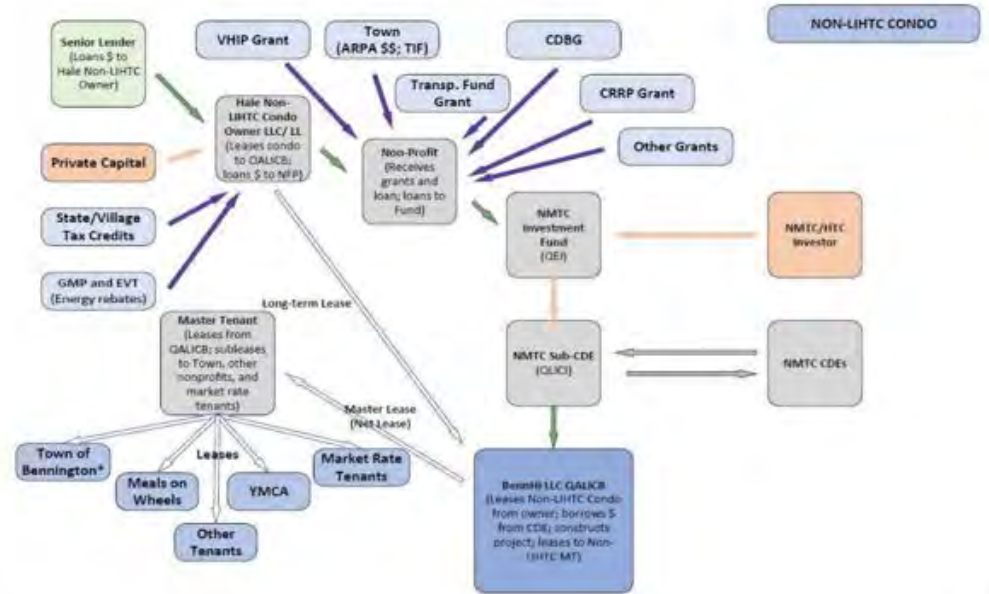 NON-LIHTC CONDO
Senior Lender
(Loans $ to
Hale Non-LIHTC
Owner)
VHIP Grant
Town
(ARPA $$; TIF)
CDBG
Transp. Fund
Grant
CRRP Grant
Other Grants
Hale Non-
LIHTC Condo
Owner LLC/ LL
(Leases condo
to QALICB;
loans $ to NFP)
Private Capital
Non-Profit
(Receives
grants and
loan; loans to
Fund)
State/Village
Tax Credits
GMP and EVT
(Energy rebates)
NMTC
Investment
Fund
(QEI)
NMTC/HTC
Investor
Long-term Lease
Master Tenant
(Leases from
QALICB; subleases
to Town, other
nonprofits, and
market rate
tenants)
NMTC Sub-CDE
(QLICI)
NMTC CDEs
Master Lease
(Net Lease)
Leases
Town of
Bennington*
Meals on
Wheels
YMCA
Market Rate
Tenants
Other
Tenants
BennHi LLC QALICB
(Leases Non-LIHTC Condo
from owner; borrows $
from CDE; constructs
project; leases to Non-
LIHTC MT)